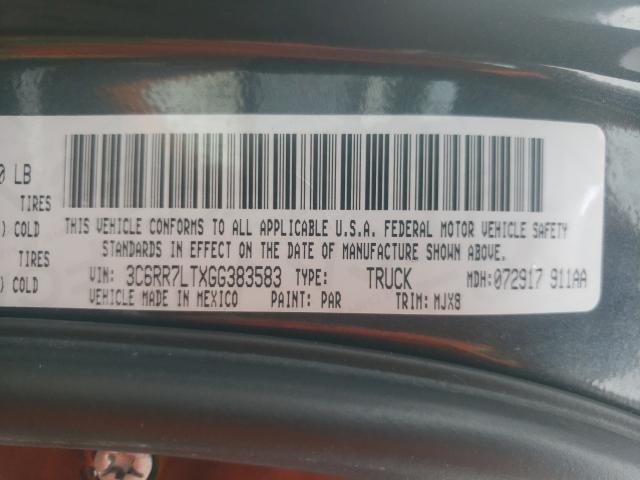 0 LB
TIRES
) COLD
TIRES
) COLD
THIS VEHICLE CONFORMS TO ALL APPLICABLE U.S.A. FEDERAL MOTOR VEHICLE SAFETY
STANDARDS IN EFFECT ON THE DATE OF MANUFACTURE SHOWN ABOVE.
VIN: 3C6RR7LTXGG383583 TYPE: TRUCK MDH:072917 911AA
VEHICLE MADE IN MEXICO PAINT: PAR TRIM: MJX8